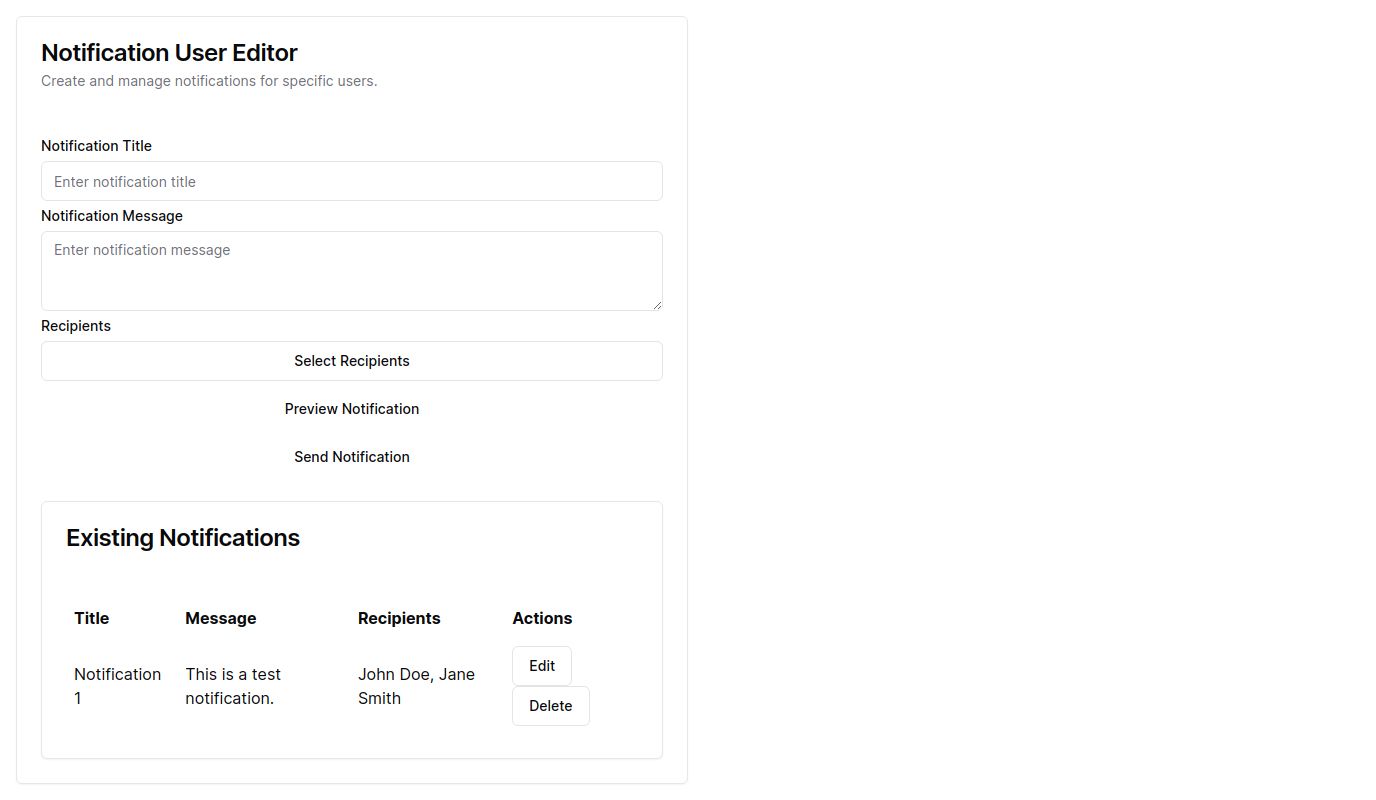 Notification User Editor
Create and manage notifications for specific users.
Notification Title
Enter notification title
Notification Message
Enter notification message
Recipients
Select Recipients
Preview Notification
Send Notification
Existing Notifications
Title Message Recipients Actions
Notification 1
This is a test notification.
John Doe, Jane Smith
Edit
Delete